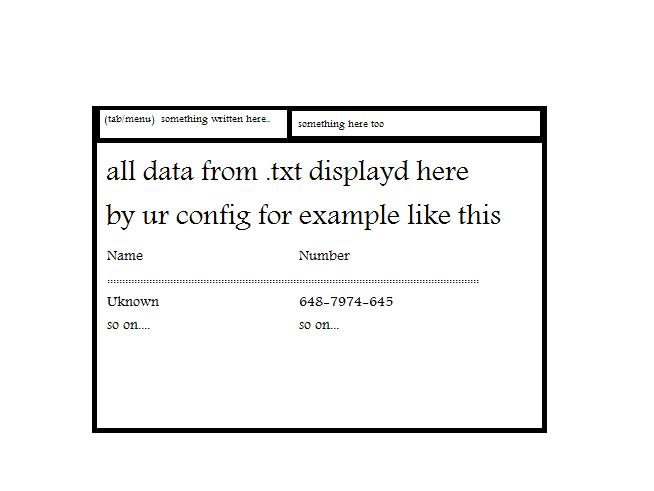 (tab/menu) something written here..
something here too
all data from .txt displayd here
by ur config for example like this
Name Number
Uknown 648-7974-645
so on.... so on...